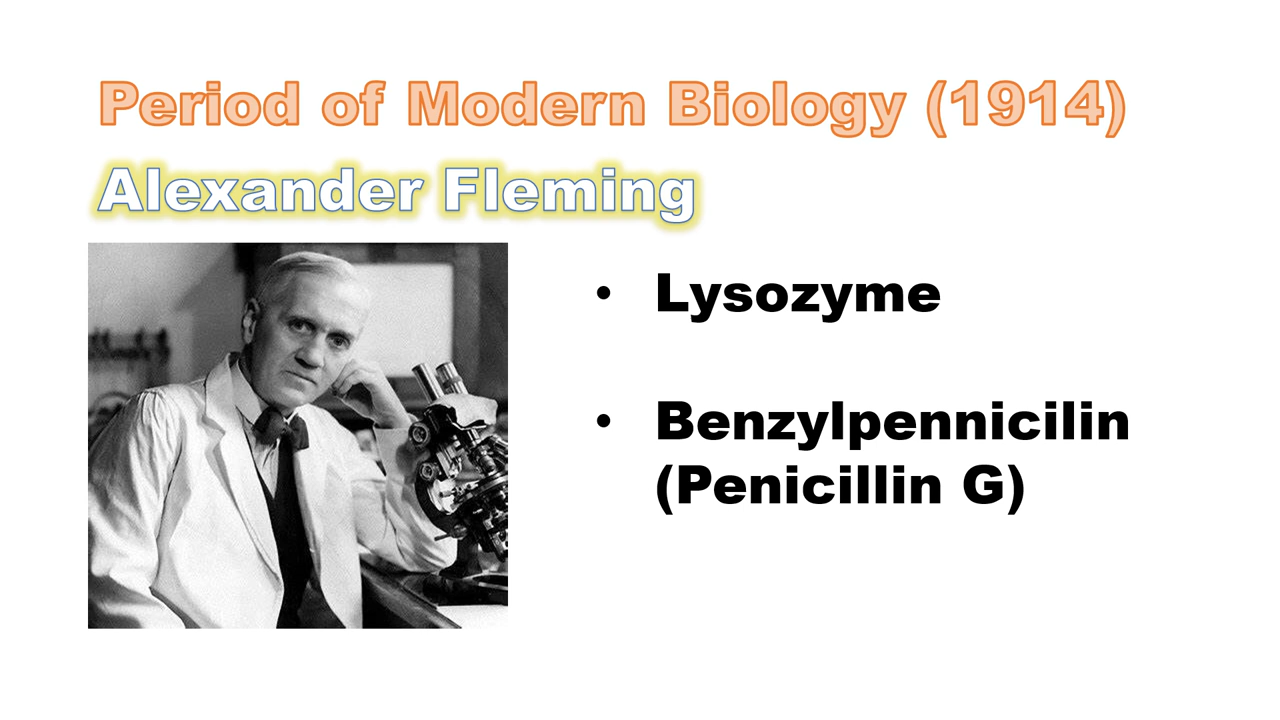 Period of Modern Biology (1914)
Alexander Fleming
• Lysozyme
• Benzylpennicilin
(Penicillin G)